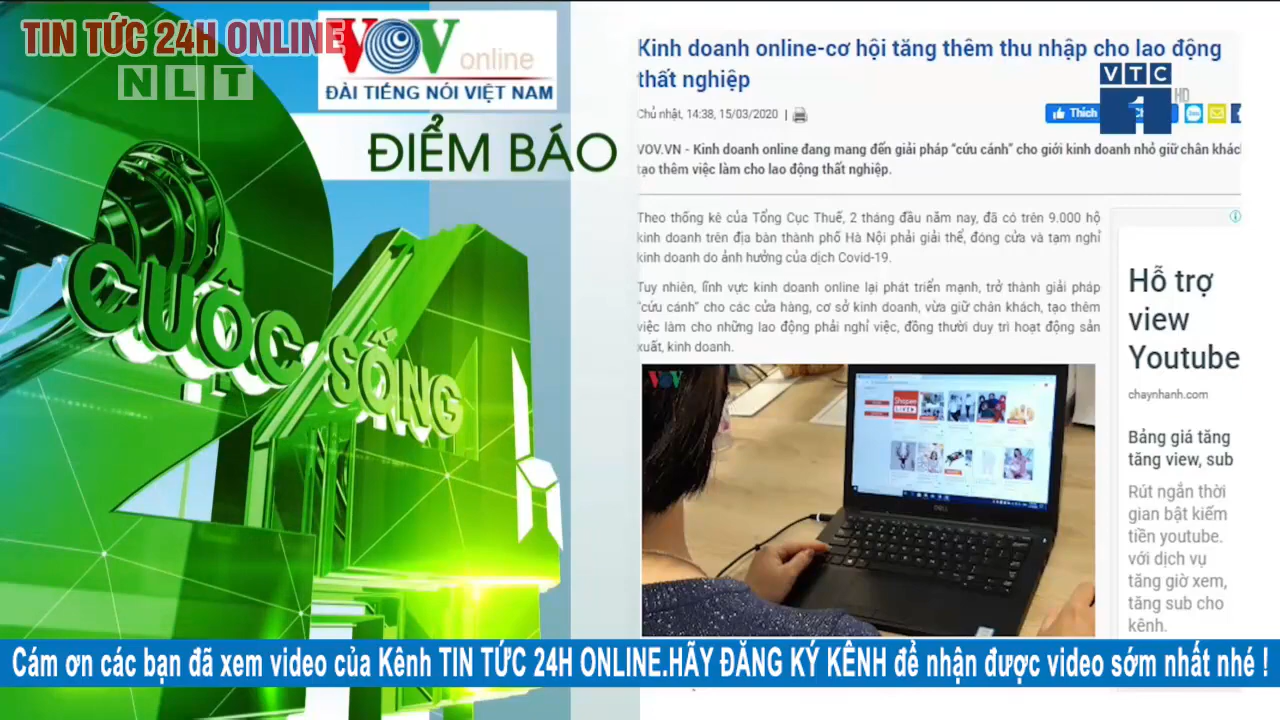 TIN TỨC 24H ONLINE
NLT
VOV online
ĐÀI TIẾNG NÓI VIỆT NAM
ĐIỂM BÁO
CUỘC SỐNG
24h
Kinh doanh online-cơ hội tăng thêm thu nhập cho lao động
thất nghiệp
VTC
1 HD
Chủ nhật, 14:38, 15/03/2020 |
Thích
VOV.VN - Kinh doanh online đang mang đến giải pháp “cứu cánh” cho giới kinh doanh nhỏ giữ chân khách
tạo thêm việc làm cho lao động thất nghiệp.
Theo thống kê của Tổng Cục Thuế, 2 tháng đầu năm nay, đã có trên 9.000 hộ
kinh doanh trên địa bàn thành phố Hà Nội phải giải thể, đóng cửa và tạm nghỉ
kinh doanh do ảnh hưởng của dịch Covid-19.
Tuy nhiên, lĩnh vực kinh doanh online lại phát triển mạnh, trở thành giải pháp
“cứu cánh” cho các cửa hàng, cơ sở kinh doanh, vừa giữ chân khách, tạo thêm
việc làm cho những lao động phải nghỉ việc, đồng thười duy trì hoạt động sản
xuất, kinh doanh.
VOV
Shopee
DELL
Hỗ trợ
view
Youtube
chaynhanh.com
Bảng giá tăng
tăng view, sub
Rút ngắn thời
gian bật kiếm
tiền youtube.
với dịch vụ
tăng giờ xem,
tăng sub cho
kênh.
Cám ơn các bạn đã xem video của Kênh TIN TỨC 24H ONLINE.HÃY ĐĂNG KÝ KÊNH để nhận được video sớm nhất nhé !